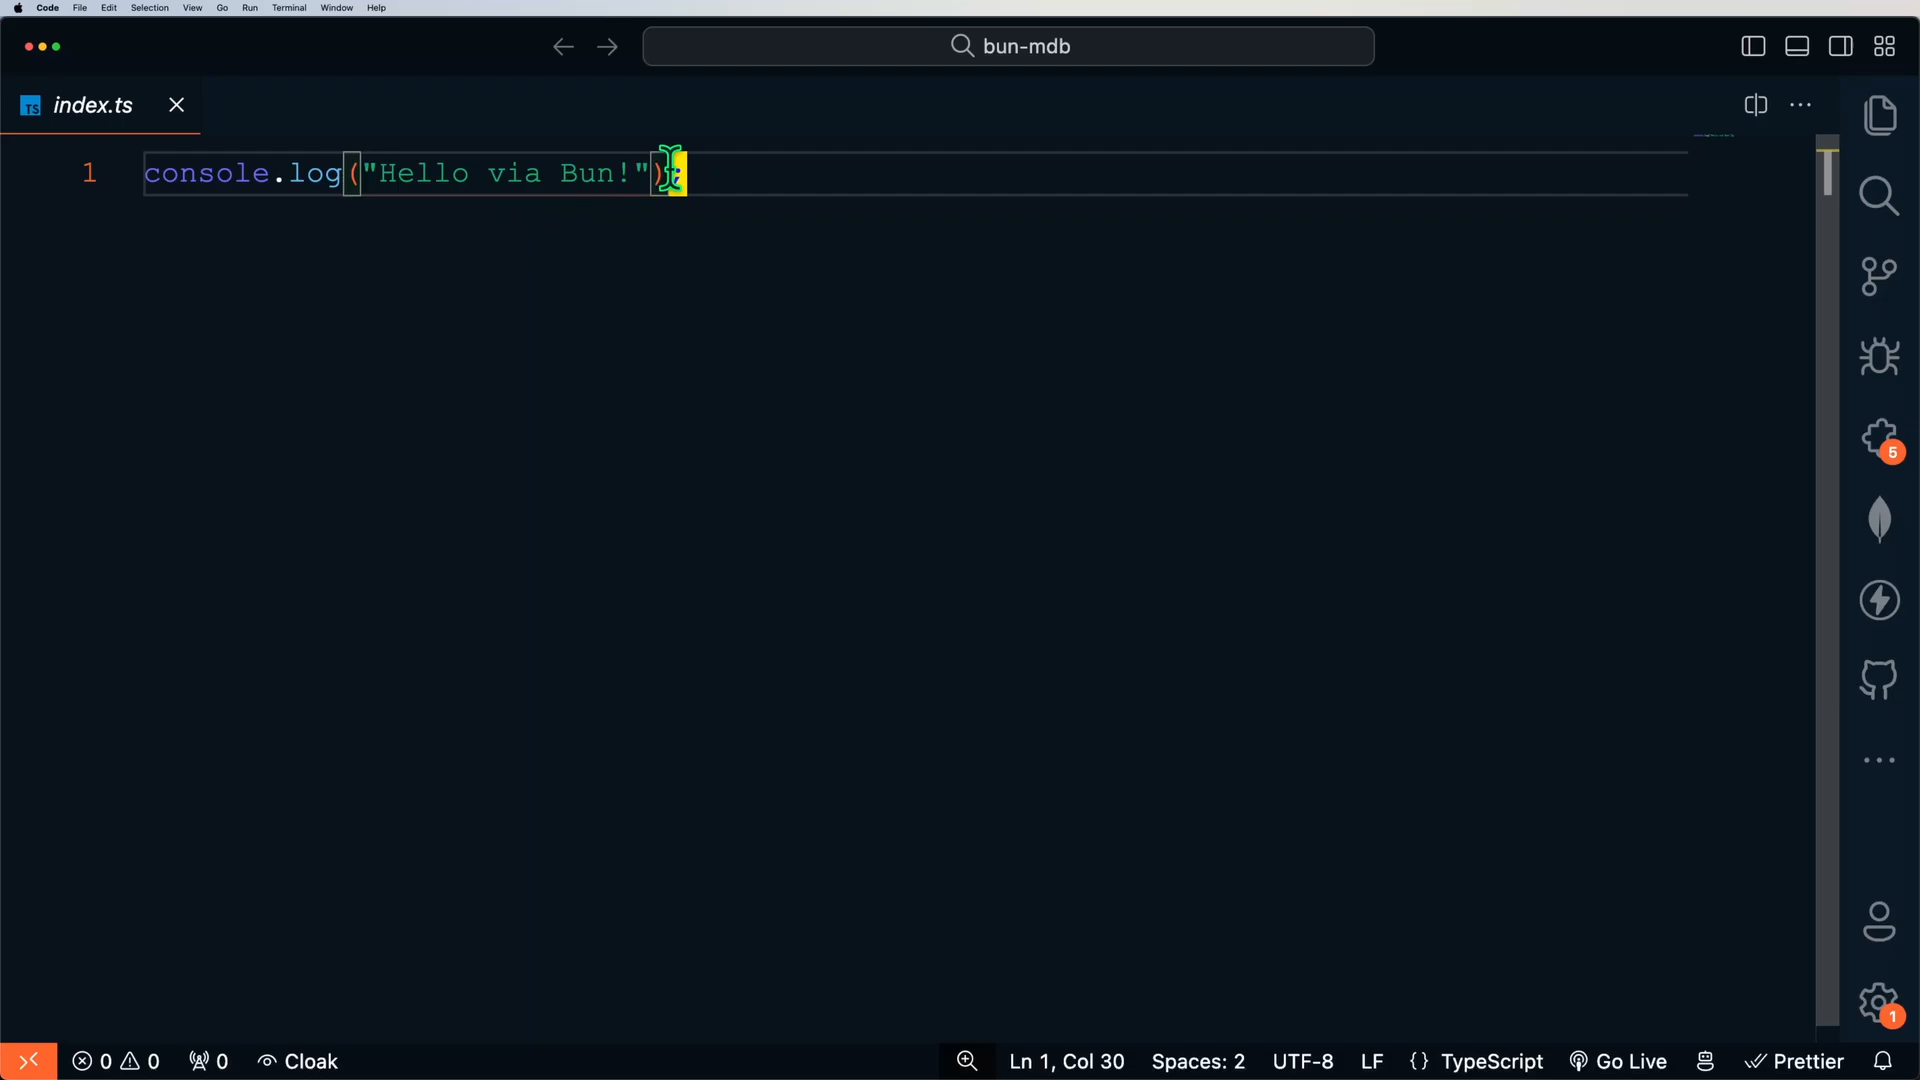 Code File Edit Selection View Go Run Terminal Window Help
bun-mdb
TS index.ts
1 console.log("Hello via Bun!");
5
1
0 0 0 Cloak Ln 1, Col 30 Spaces: 2 UTF-8 LF {} TypeScript Go Live Prettier